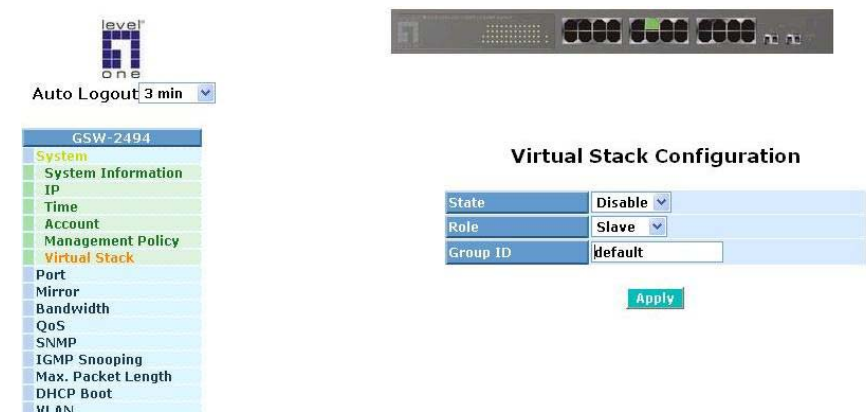 level
one
Auto Logout 3 min
GSW-2494
System
System Information
IP
Time
Account
Management Policy
Virtual Stack
Port
Mirror
Bandwidth
QoS
SNMP
IGMP Snooping
Max. Packet Length
DHCP Boot
VLAN
Virtual Stack Configuration
State Disable
Role Slave
Group ID default
Apply